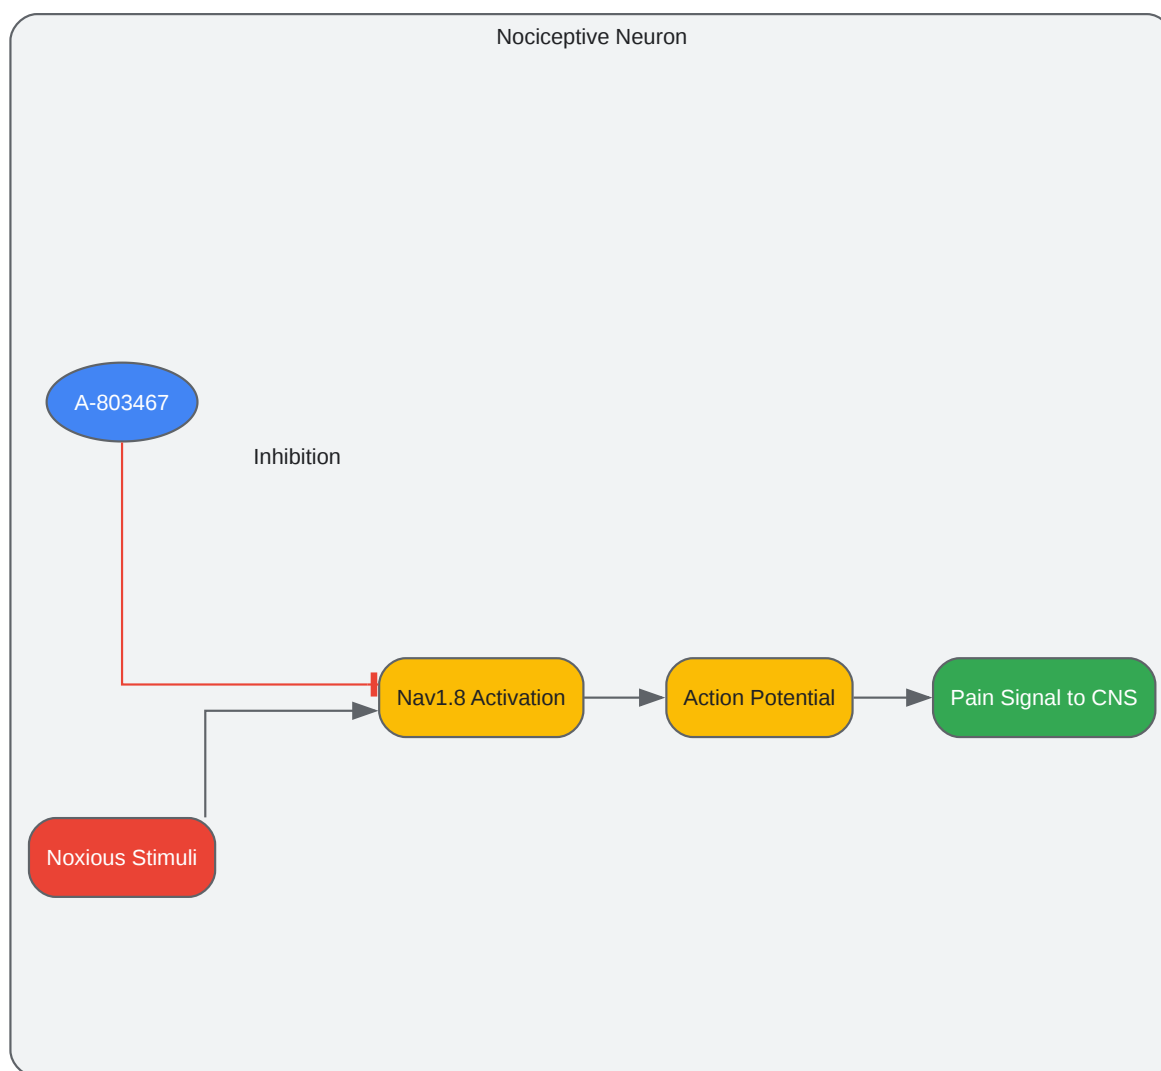 Nociceptive Neuron
A-803467
Inhibition
Nav1.8 Activation
Action Potential
Pain Signal to CNS
Noxious Stimuli